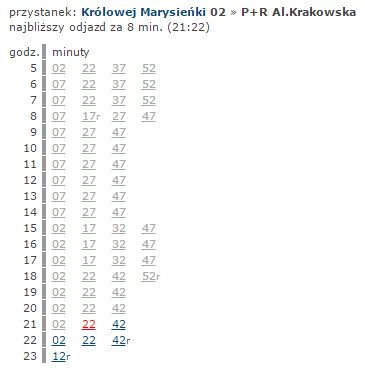 przystanek: Królowej Marysieńki 02 » P+R Al.Krakowska
najbliższy odjazd za 8 min. (21:22)
godz. minuty
5 02 22 37 52
6 07 22 37 52
7 07 22 37 52
8 07 17r 27 47
9 07 27 47
10 07 27 47
11 07 27 47
12 07 27 47
13 07 27 47
14 07 27 47
15 02 17 32 47
16 02 17 32 47
17 02 17 32 47
18 02 22 42 52r
19 02 22 42
20 02 22 42
21 02 22 42
22 02 22 42r
23 12r